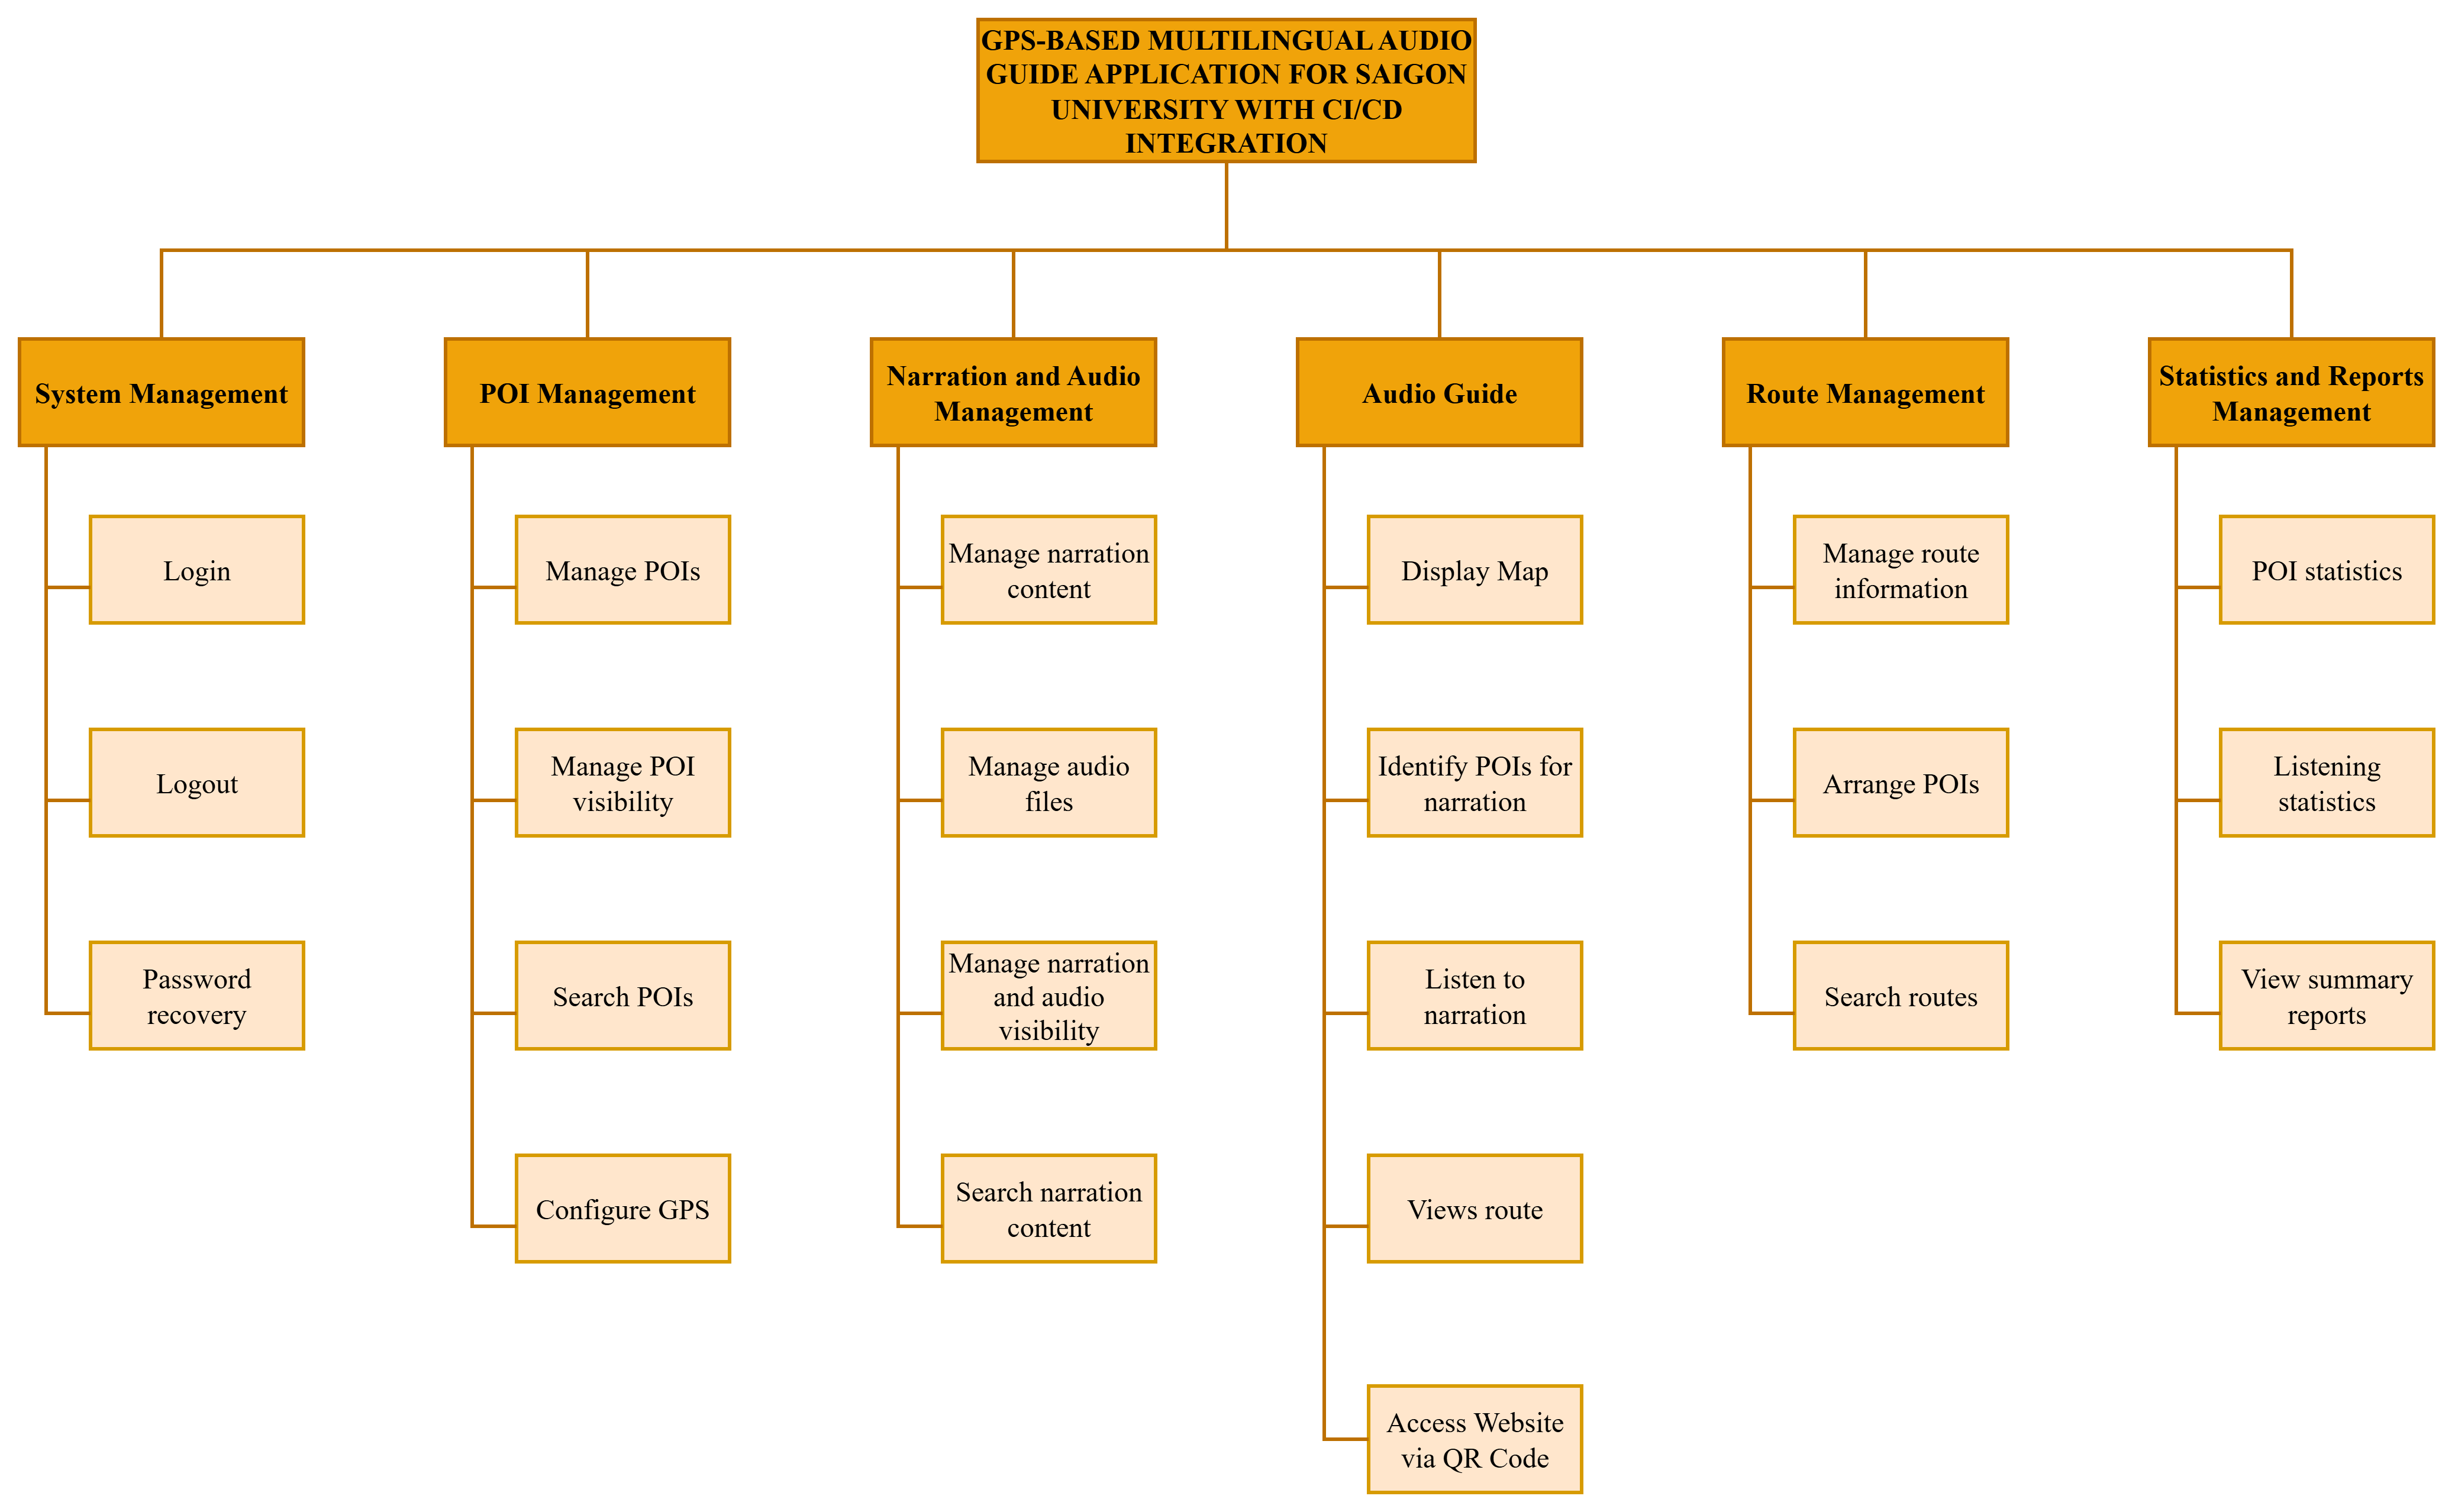 GPS-BASED MULTILINGUAL AUDIO
GUIDE APPLICATION FOR SAIGON
UNIVERSITY WITH CI/CD
INTEGRATION
System Management
POI Management
Narration and Audio
Management
Audio Guide
Route Management
Statistics and Reports
Management
Login
Logout
Password
recovery
Manage POIs
Manage POI
visibility
Search POIs
Configure GPS
Manage narration
content
Manage audio
files
Manage narration
and audio
visibility
Search narration
content
Display Map
Identify POIs for
narration
Listen to
narration
Views route
Access Website
via QR Code
Manage route
information
Arrange POIs
Search routes
POI statistics
Listening
statistics
View summary
reports